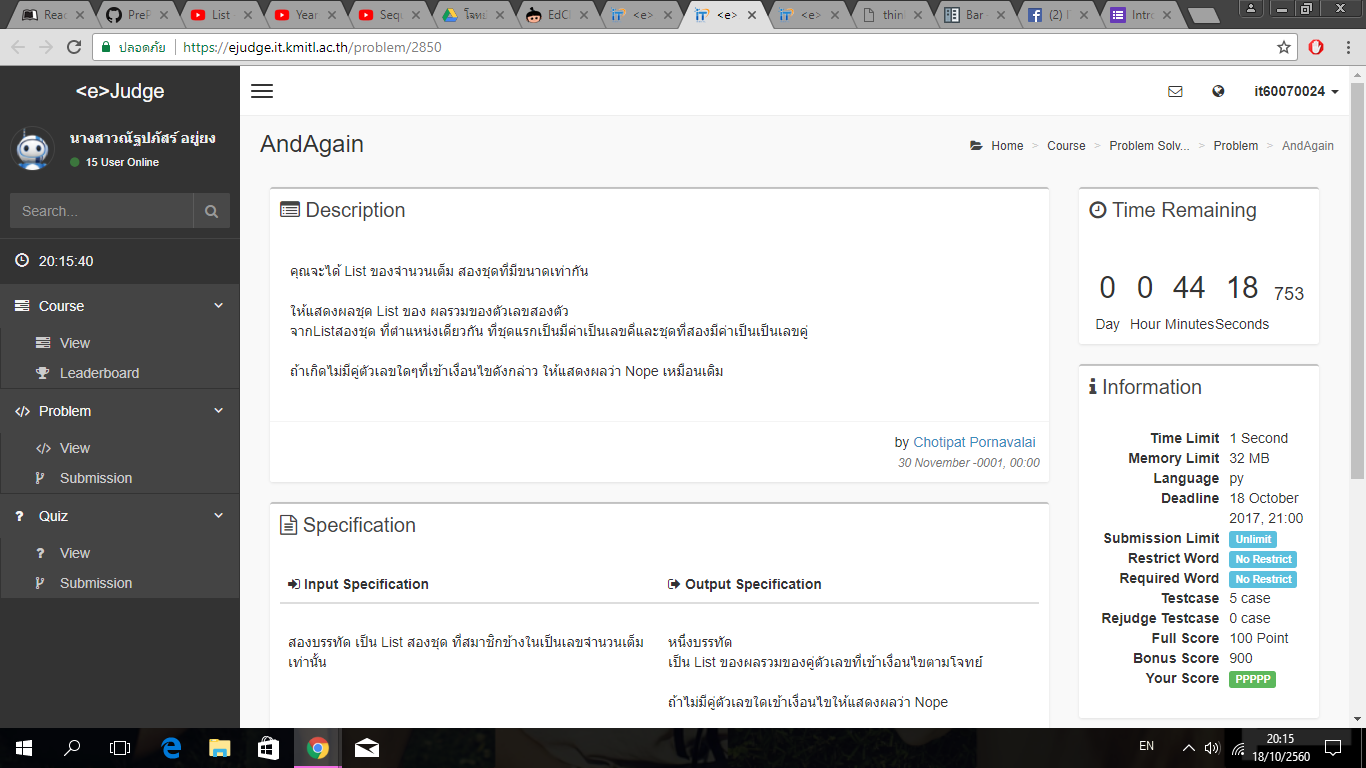 Reac
PreP
List
Year
Seq
โจทย
EdCl
<e>
<e>
<e>
thin
Bar
(2) I
Intro
ปลอดภัย
https://ejudge.it.kmitl.ac.th/problem/2850
<e>Judge
it60070024
นางสาวณัฐปภัสร์ อยู่ยง
15 User Online
Search...
20:15:40
Course
View
Leaderboard
Problem
View
Submission
Quiz
View
Submission
AndAgain
Home > Course > Problem Solv... > Problem > AndAgain
Description
คุณจะได้ List ของจำนวนเต็ม สองชุดที่มีขนาดเท่ากัน
ให้แสดงผลชุด List ของ ผลรวมของตัวเลขสองตัว
จากListสองชุด ที่ตำแหน่งเดียวกัน ที่ชุดแรกเป็นมีค่าเป็นเลขคี่และชุดที่สองมีค่าเป็นเป็นเลขคู่
ถ้าเกิดไม่มีคู่ตัวเลขใดๆที่เข้าเงื่อนไขดังกล่าว ให้แสดงผลว่า Nope เหมือนเดิม
by Chotipat Pornavalai
30 November -0001, 00:00
Specification
Input Specification
สองบรรทัด เป็น List สองชุด ที่สมาชิกข้างในเป็นเลขจำนวนเต็ม
เท่านั้น
Output Specification
หนึ่งบรรทัด
เป็น List ของผลรวมของคู่ตัวเลขที่เข้าเงื่อนไขตามโจทย์
ถ้าไม่มีคู่ตัวเลขใดเข้าเงื่อนไขให้แสดงผลว่า Nope
Time Remaining
0 0 44 18 753
Day Hour Minutes Seconds
Information
Time Limit 1 Second
Memory Limit 32 MB
Language py
Deadline 18 October
2017, 21:00
Submission Limit Unlimit
Restrict Word No Restrict
Required Word No Restrict
Testcase 5 case
Rejudge Testcase 0 case
Full Score 100 Point
Bonus Score 900
Your Score PPPPP
EN
20:15
18/10/2560